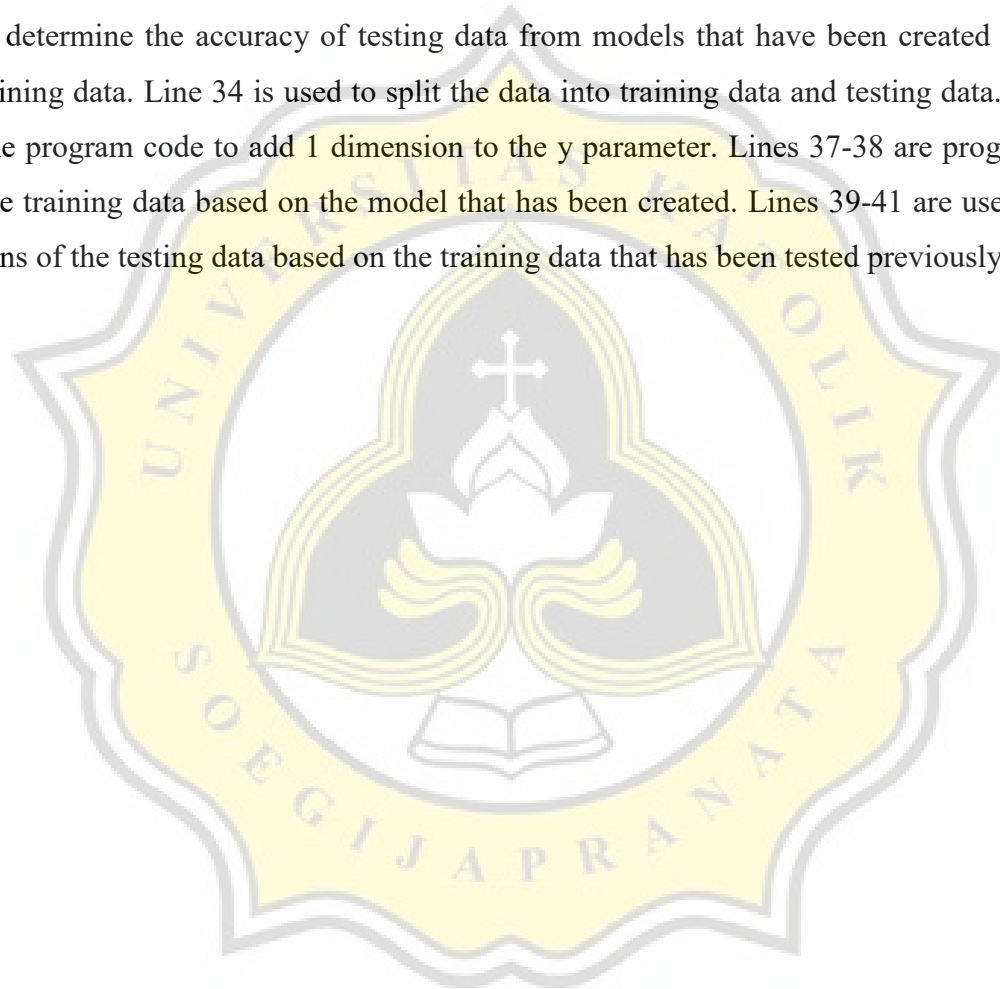 determine the accuracy of testing data from models that have been created
ining data. Line 34 is used to split the data into training data and testing data.
e program code to add 1 dimension to the y parameter. Lines 37-38 are prog
e training data based on the model that has been created. Lines 39-41 are use
ns of the testing data based on the training data that has been tested previously
UNIVERSITAS KATOLIK
SOEGIJAPRANATA